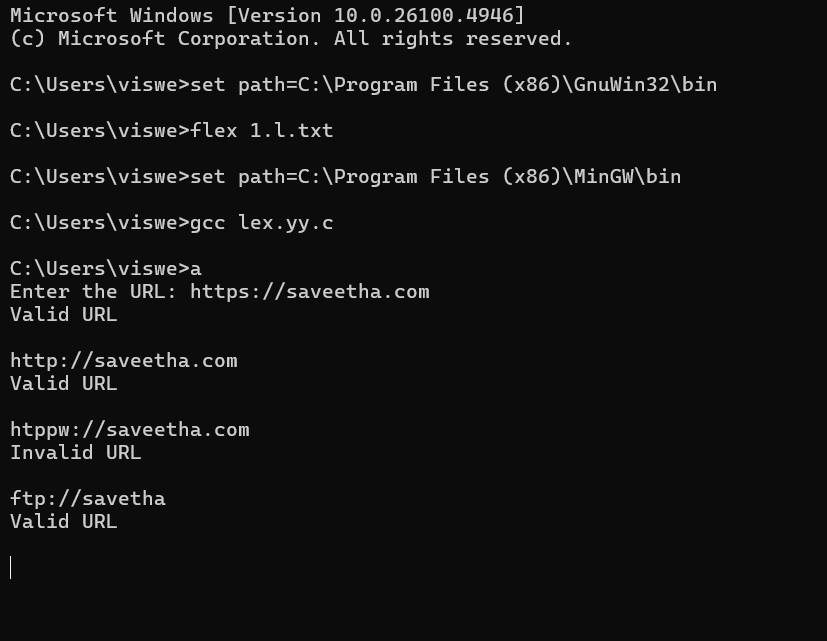 Microsoft Windows [Version 10.0.26100.4946]
(c) Microsoft Corporation. All rights reserved.
C:\Users\viswe>set path=C:\Program Files (x86)\GnuWin32\bin
C:\Users\viswe>flex 1.l.txt
C:\Users\viswe>set path=C:\Program Files (x86)\MinGW\bin
C:\Users\viswe>gcc lex.yy.c
C:\Users\viswe>a
Enter the URL: https://saveetha.com
Valid URL
http://saveetha.com
Valid URL
htppw://saveetha.com
Invalid URL
ftp://savetha
Valid URL